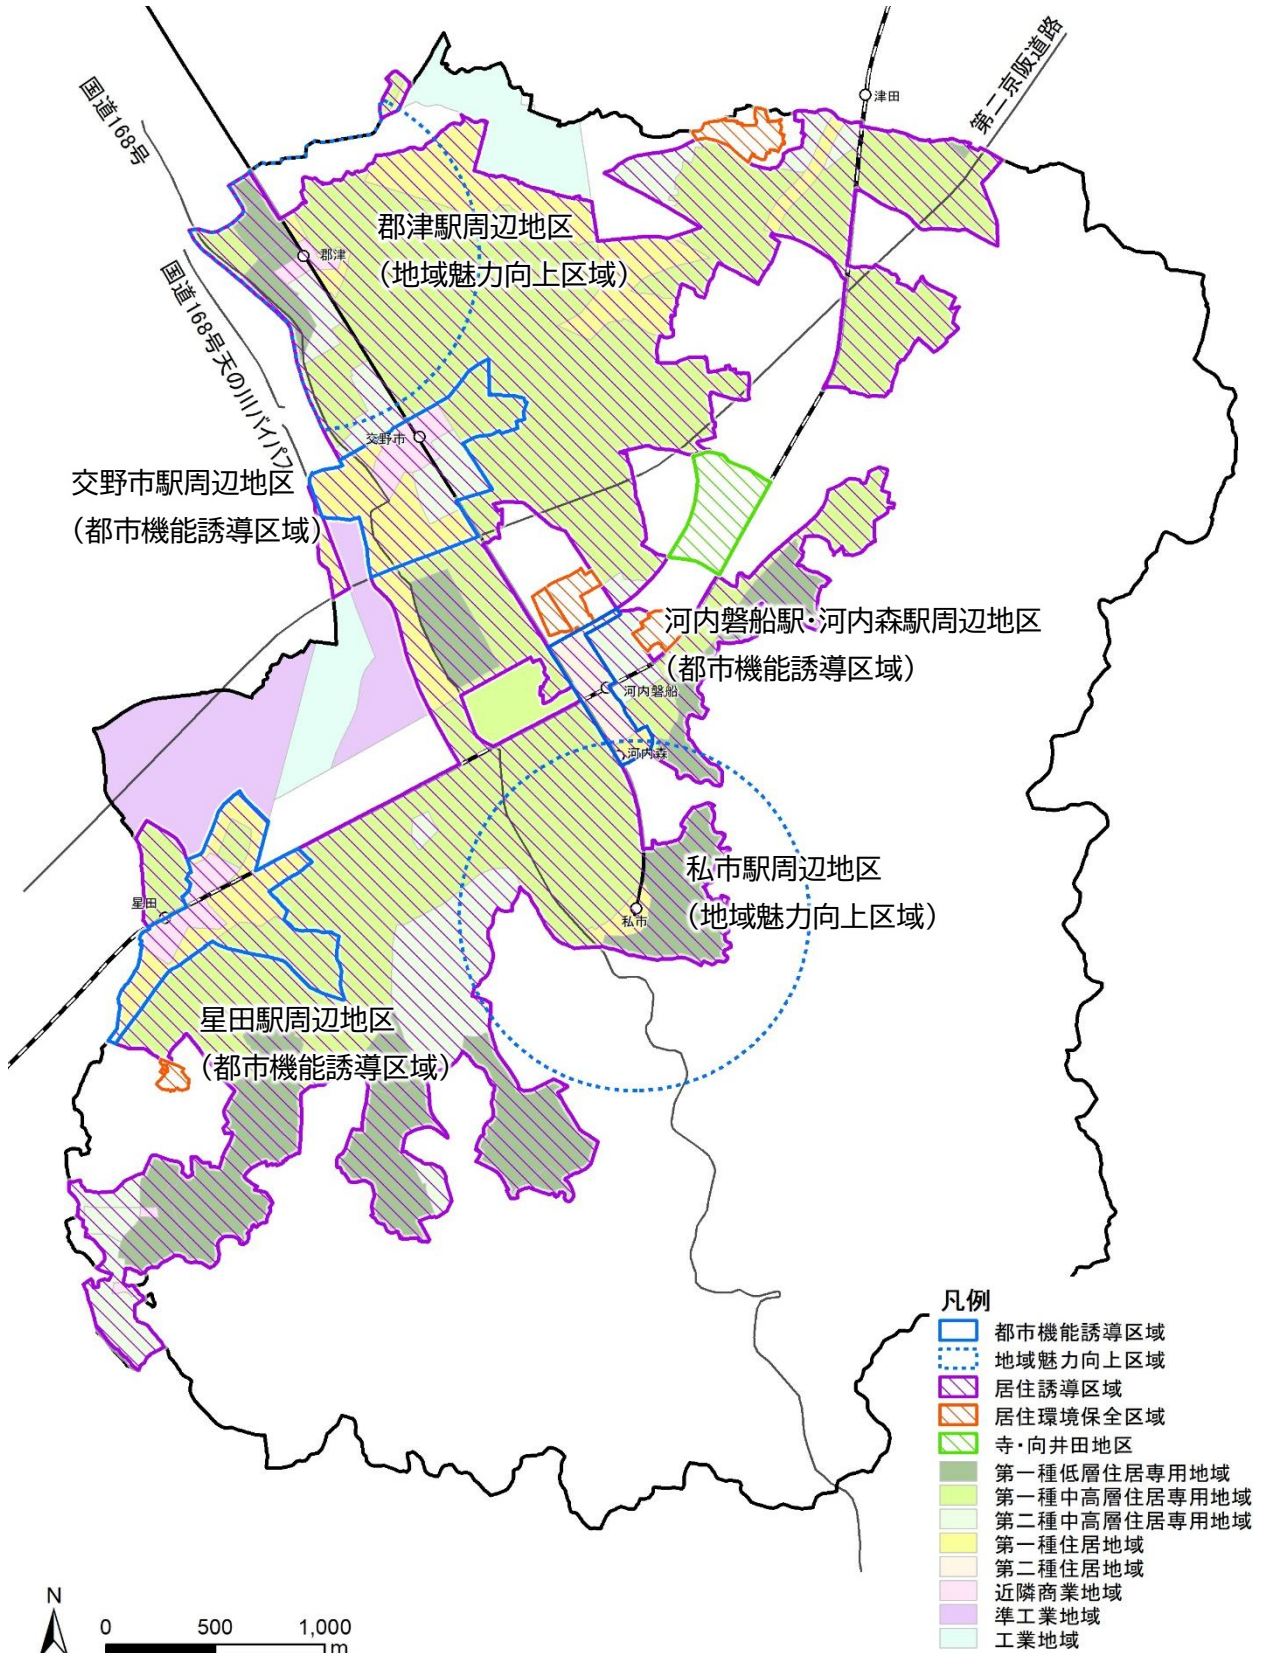 国道168号
津田
第二京阪道路
郡津駅周辺地区
（地域魅力向上区域）
郡津
国道168号天の川バイパス
交野市
交野市駅周辺地区
（都市機能誘導区域）
河内磐船駅・河内森駅周辺地区
（都市機能誘導区域）
河内磐船
河内森
私市駅周辺地区
（地域魅力向上区域）
私市
星田
星田駅周辺地区
（都市機能誘導区域）
凡例
都市機能誘導区域
地域魅力向上区域
居住誘導区域
居住環境保全区域
寺・向井田地区
第一種低層住居専用地域
第一種中高層住居専用地域
第二種中高層住居専用地域
第一種住居地域
第二種住居地域
近隣商業地域
準工業地域
工業地域
N
0 500 1,000
m